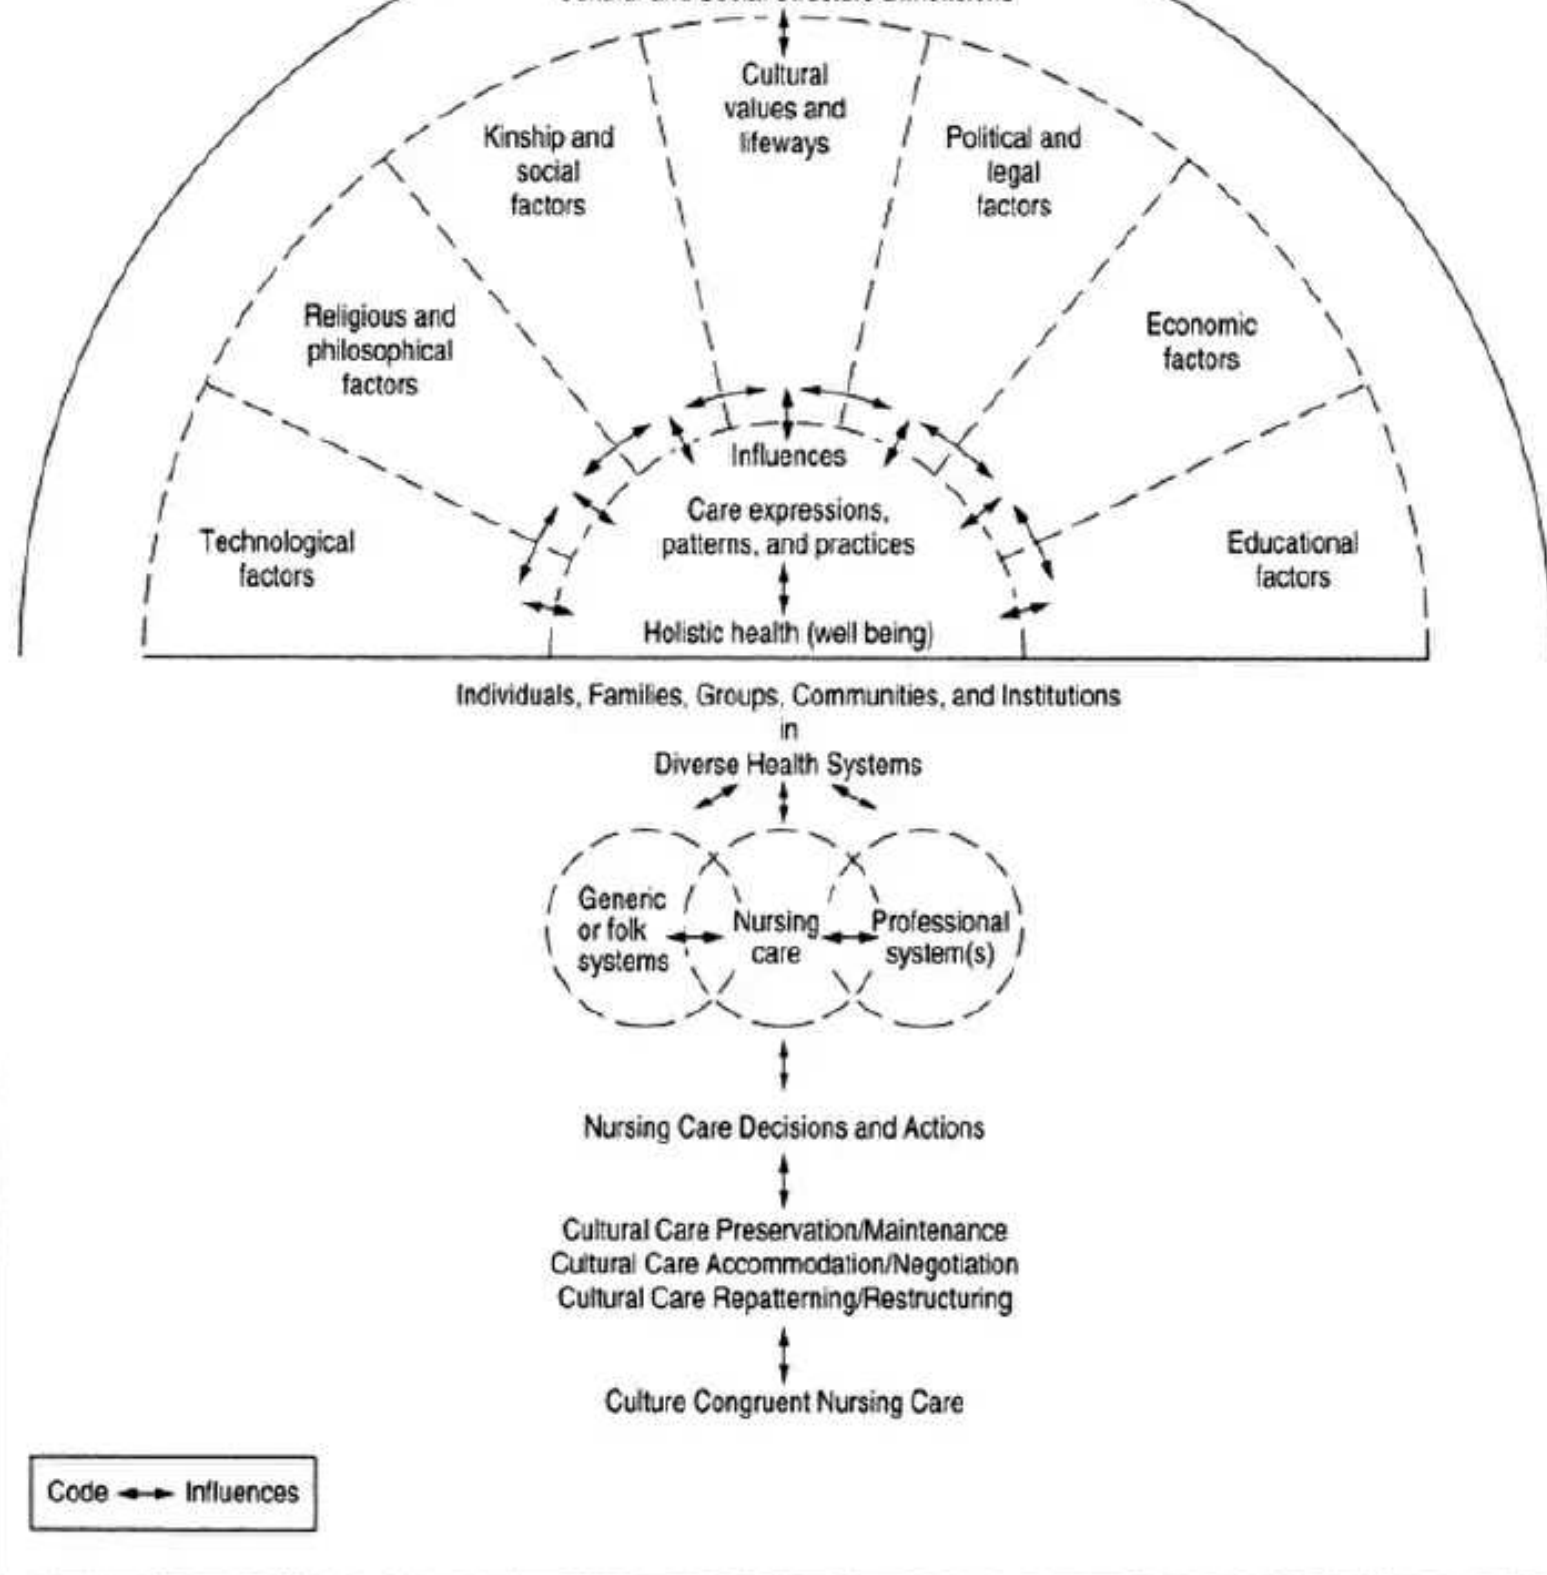 Cultural
values and
lifeways
Kinship and
social
factors
Political and
legal
factors
Religious and
philosophical
factors
Economic
factors
Technological
factors
Educational
factors
Influences
Care expressions,
patterns, and practices
Holistic health (well being)
Individuals, Families, Groups, Communities, and Institutions
in
Diverse Health Systems
Generic
or folk
systems
Nursing
care
Professional
system(s)
Nursing Care Decisions and Actions
Cultural Care Preservation/Maintenance
Cultural Care Accommodation/Negotiation
Cultural Care Repatterning/Restructuring
Culture Congruent Nursing Care
Code Influences